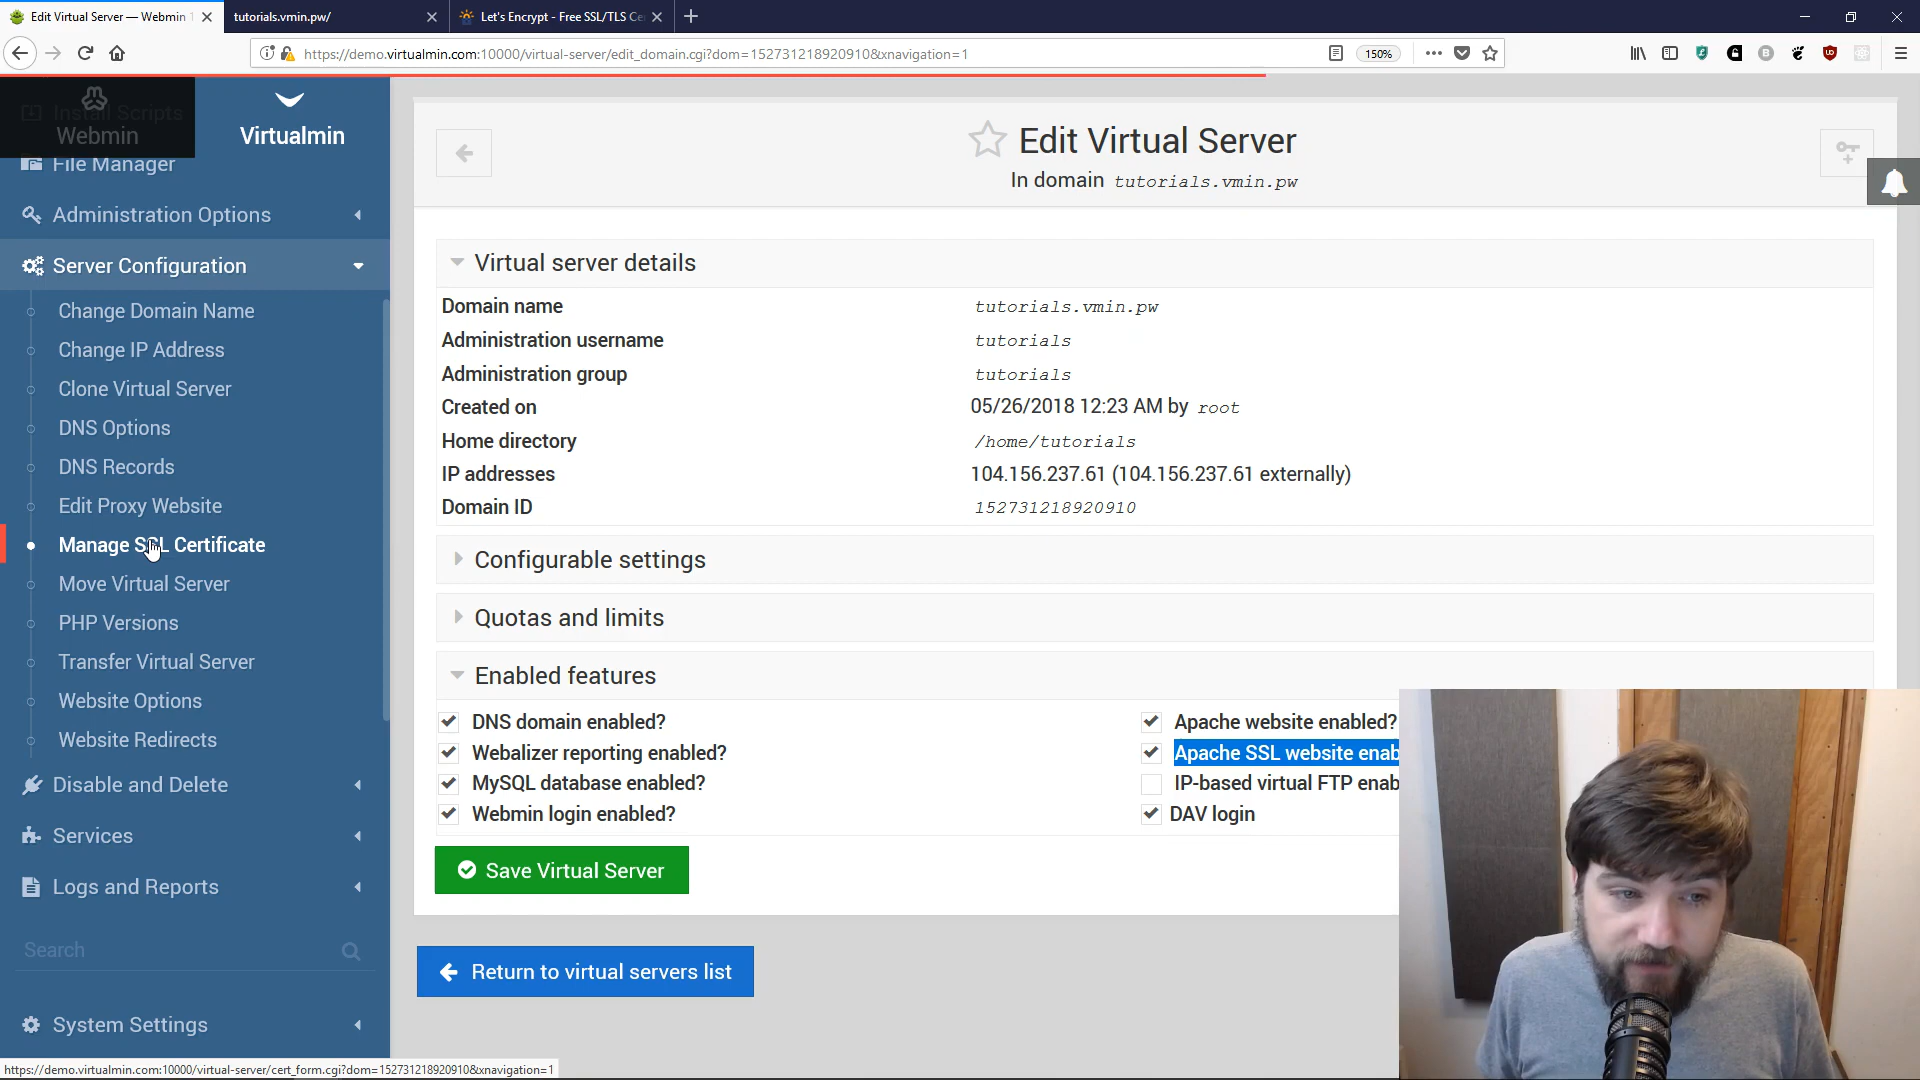 Edit Virtual Server — Webmin 1
tutorials.vmin.pw/
Let's Encrypt - Free SSL/TLS Ce
https://demo.virtualmin.com:10000/virtual-server/edit_domain.cgi?dom=152731218920910&xnavigation=1
150%
Install Scripts
Webmin
Virtualmin
File Manager
Administration Options
Server Configuration
Change Domain Name
Change IP Address
Clone Virtual Server
DNS Options
DNS Records
Edit Proxy Website
Manage SSL Certificate
Move Virtual Server
PHP Versions
Transfer Virtual Server
Website Options
Website Redirects
Disable and Delete
Services
Logs and Reports
Search
System Settings
Edit Virtual Server
In domain tutorials.vmin.pw
Virtual server details
Domain name tutorials.vmin.pw
Administration username tutorials
Administration group tutorials
Created on 05/26/2018 12:23 AM by root
Home directory /home/tutorials
IP addresses 104.156.237.61 (104.156.237.61 externally)
Domain ID 152731218920910
Configurable settings
Quotas and limits
Enabled features
DNS domain enabled? Apache website enabled?
Webalizer reporting enabled? Apache SSL website enab
MySQL database enabled? IP-based virtual FTP enab
Webmin login enabled? DAV login
Save Virtual Server
Return to virtual servers list
https://demo.virtualmin.com:10000/virtual-server/cert_form.cgi?dom=152731218920910&xnavigation=1